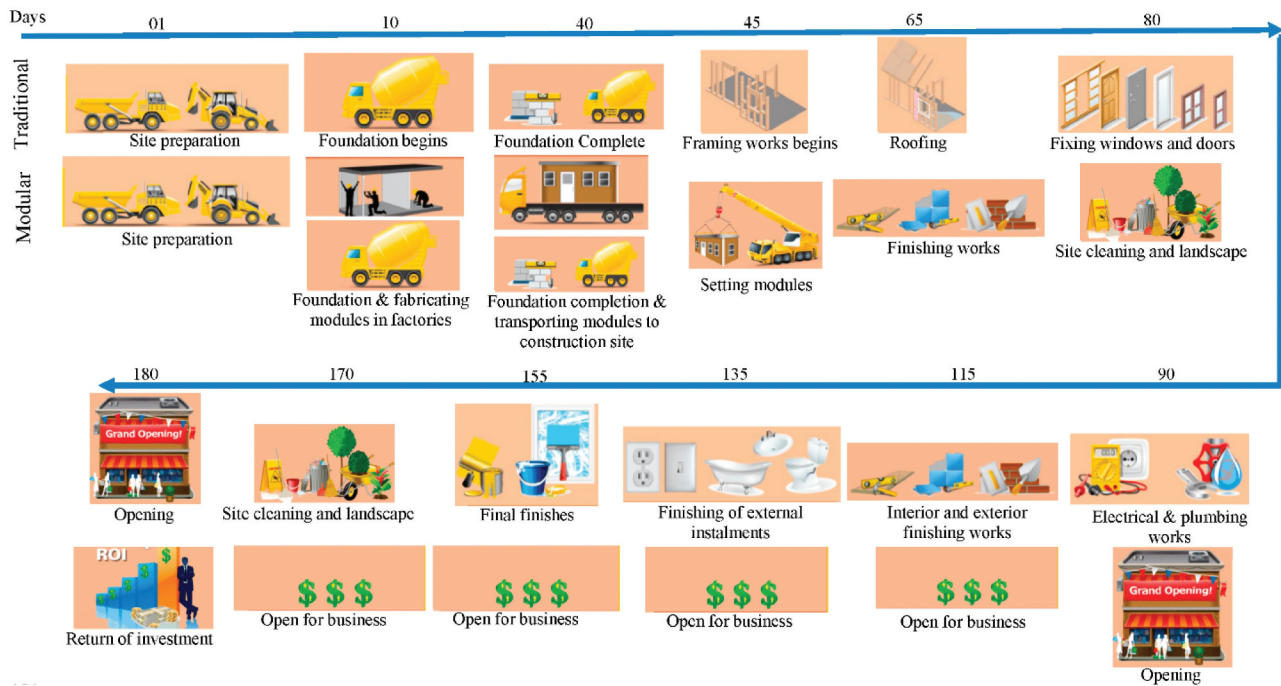 Days 01 10 40 45 65 80
Traditional
Site preparation Foundation begins Foundation Complete Framing works begins Roofing Fixing windows and doors
Modular
Site preparation
Foundation & fabricating
modules in factories
Foundation completion &
transporting modules to
construction site
Setting modules
Finishing works
Site cleaning and landscape
180 170 155 135 115 90
Grand Opening!
Opening
Site cleaning and landscape
Final finishes
Finishing of external
instalments
Interior and exterior
finishing works
Electrical & plumbing
works
ROI
$
$
$
$
$
Return of investment
$ $ $
Open for business
$ $ $
Open for business
$ $ $
Open for business
$ $ $
Open for business
Grand Opening!
Opening